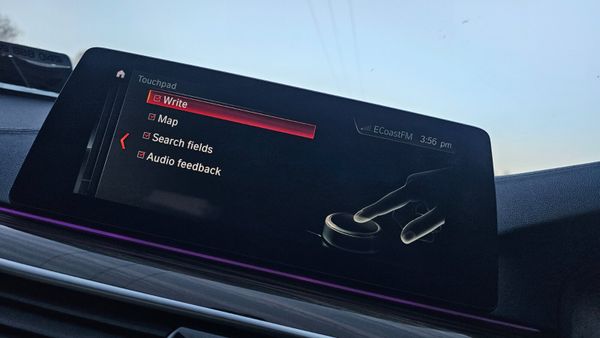 Touchpad
Write
Map
Search fields
Audio feedback
ECoastFM 3:56 pm